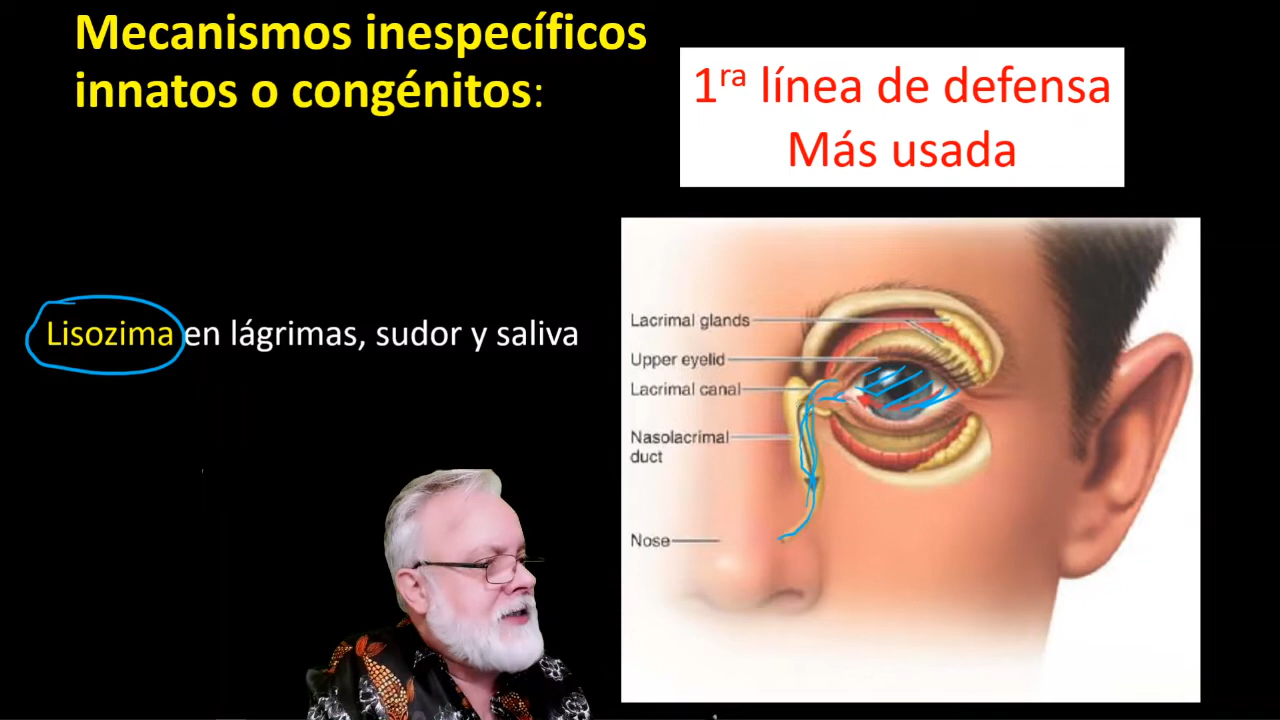 Mecanismos inespecíficos
innatos o congénitos:
1ra línea de defensa
Más usada
Lisozima en lágrimas, sudor y saliva
Lacrimal glands
Upper eyelid
Lacrimal canal
Nasolacrimal
duct
Nose